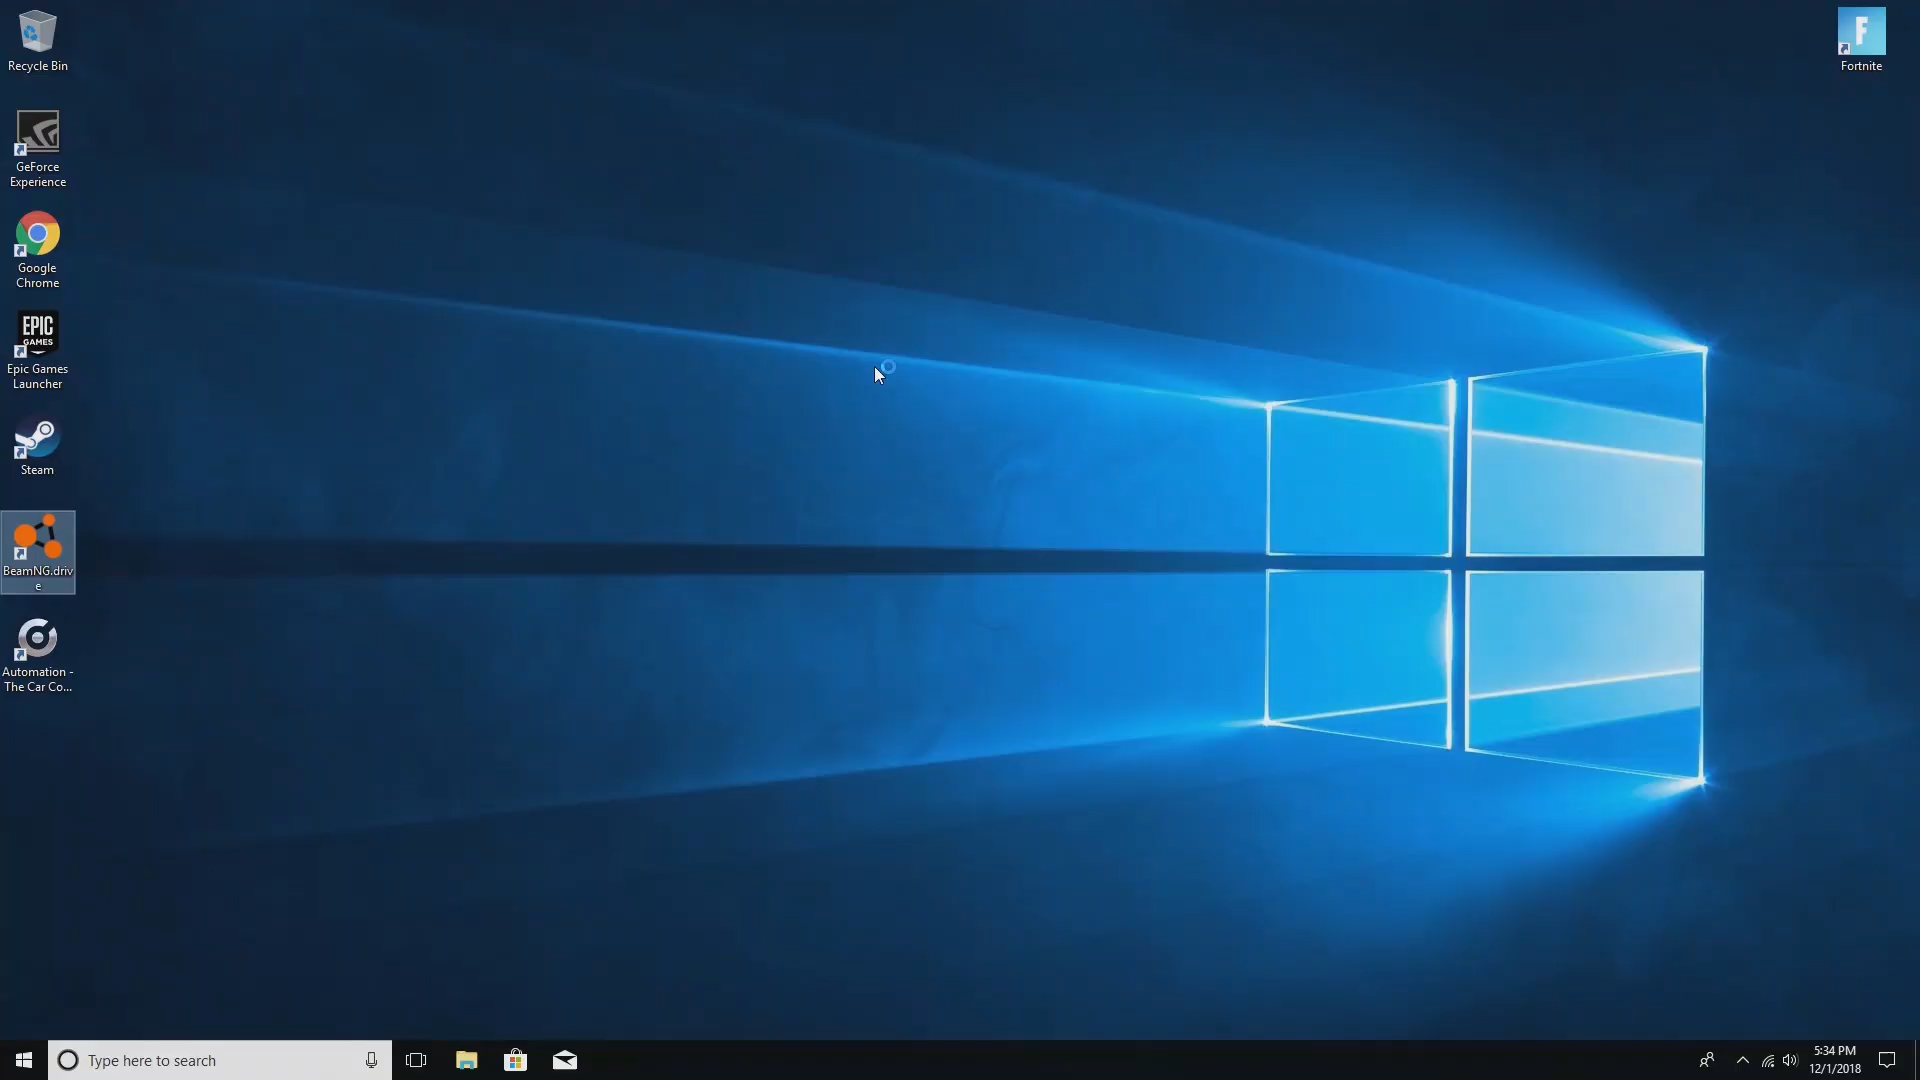 Recycle Bin
GeForce
Experience
Google
Chrome
EPIC
GAMES
Epic Games
Launcher
Steam
BeamNG.driv
e
Automation -
The Car Co...
F
Fortnite
Type here to search
5:34 PM
12/1/2018